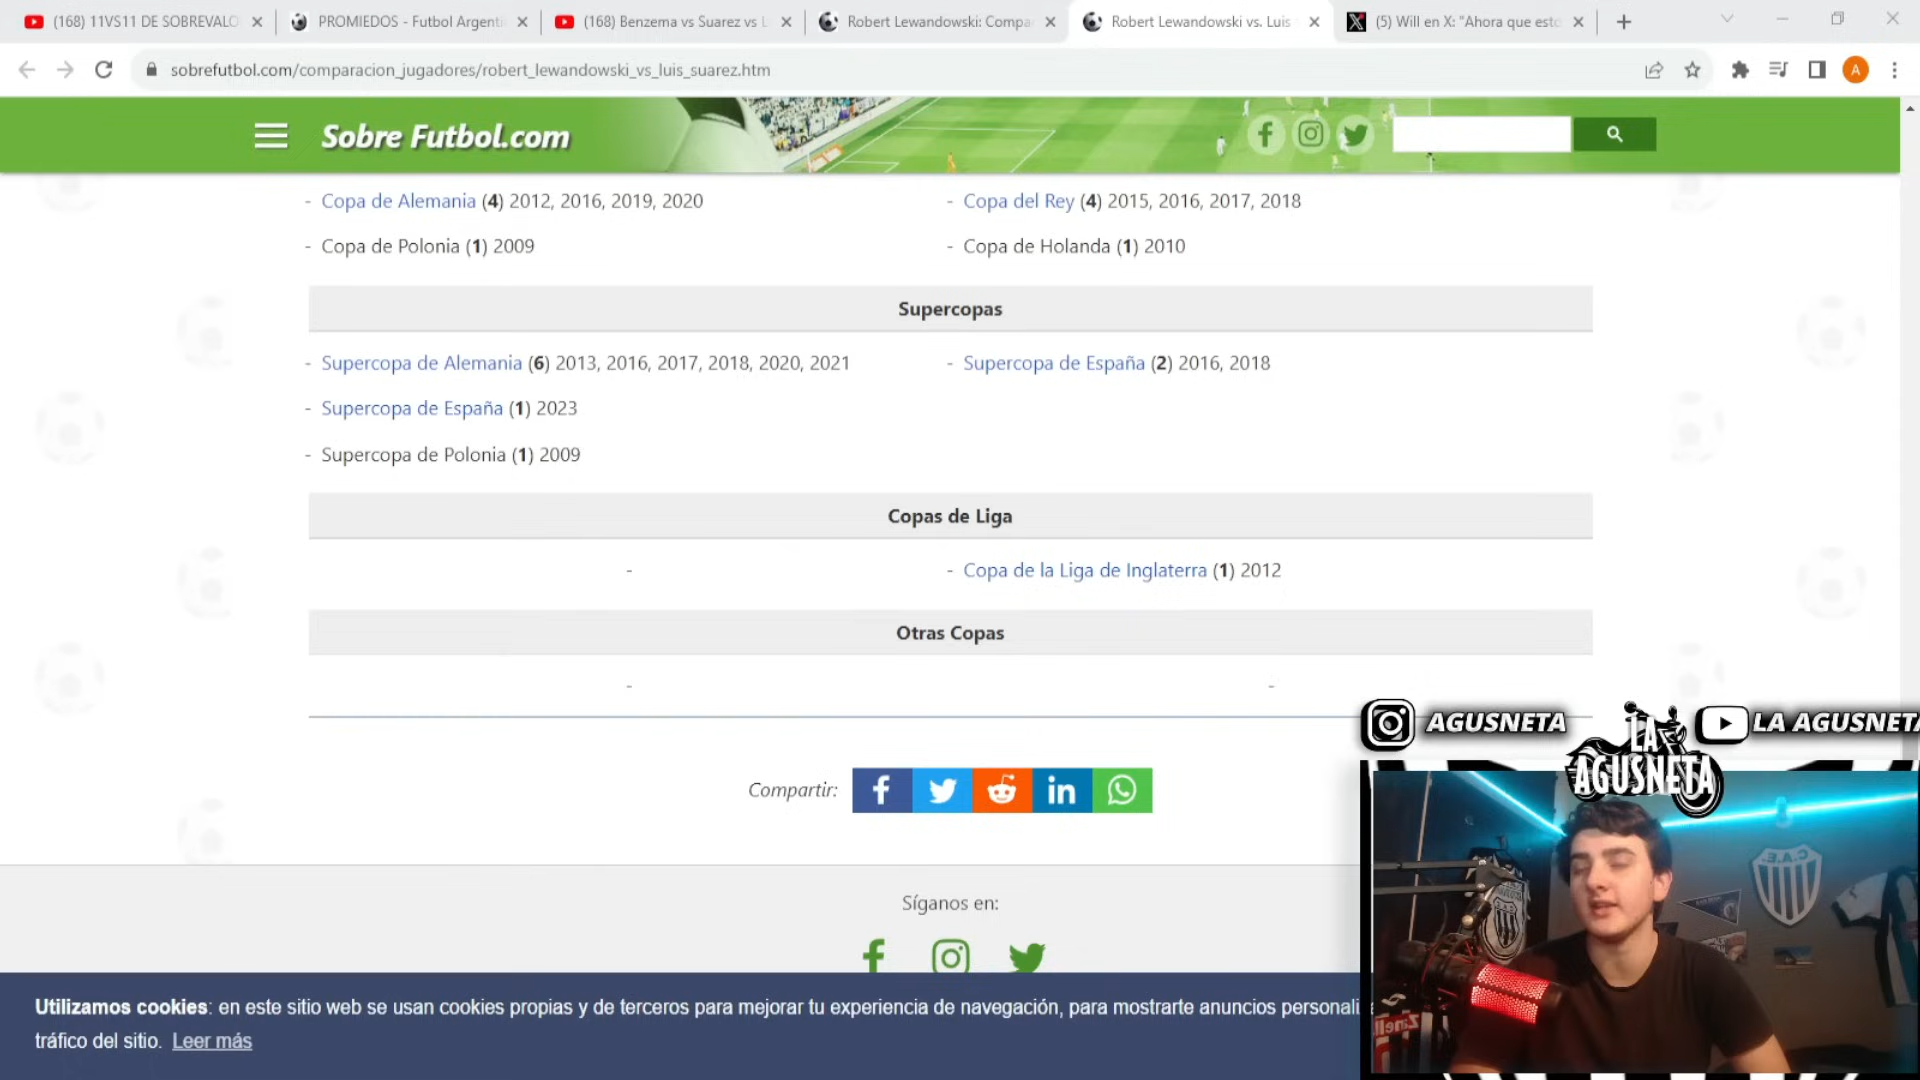 (168) 11VS11 DE SOBREVALO
PROMIEDOS - Futbol Argenti
(168) Benzema vs Suarez vs L
Robert Lewandowski: Compa
Robert Lewandowski vs. Luis
(5) Will en X: "Ahora que esto
sobrefutbol.com/comparacion_jugadores/robert_lewandowski_vs_luis_suarez.htm
A
Sobre Futbol.com
- Copa de Alemania (4) 2012, 2016, 2019, 2020
- Copa del Rey (4) 2015, 2016, 2017, 2018
- Copa de Polonia (1) 2009
- Copa de Holanda (1) 2010
Supercopas
- Supercopa de Alemania (6) 2013, 2016, 2017, 2018, 2020, 2021
- Supercopa de España (2) 2016, 2018
- Supercopa de España (1) 2023
- Supercopa de Polonia (1) 2009
Copas de Liga
-
- Copa de la Liga de Inglaterra (1) 2012
Otras Copas
-
-
AGUSNETA
LA AGUSNETA
LA
AGUSNETA
Compartir:
Síganos en:
Utilizamos cookies: en este sitio web se usan cookies propias y de terceros para mejorar tu experiencia de navegación, para mostrarte anuncios personali
tráfico del sitio. Leer más
C.A.E.